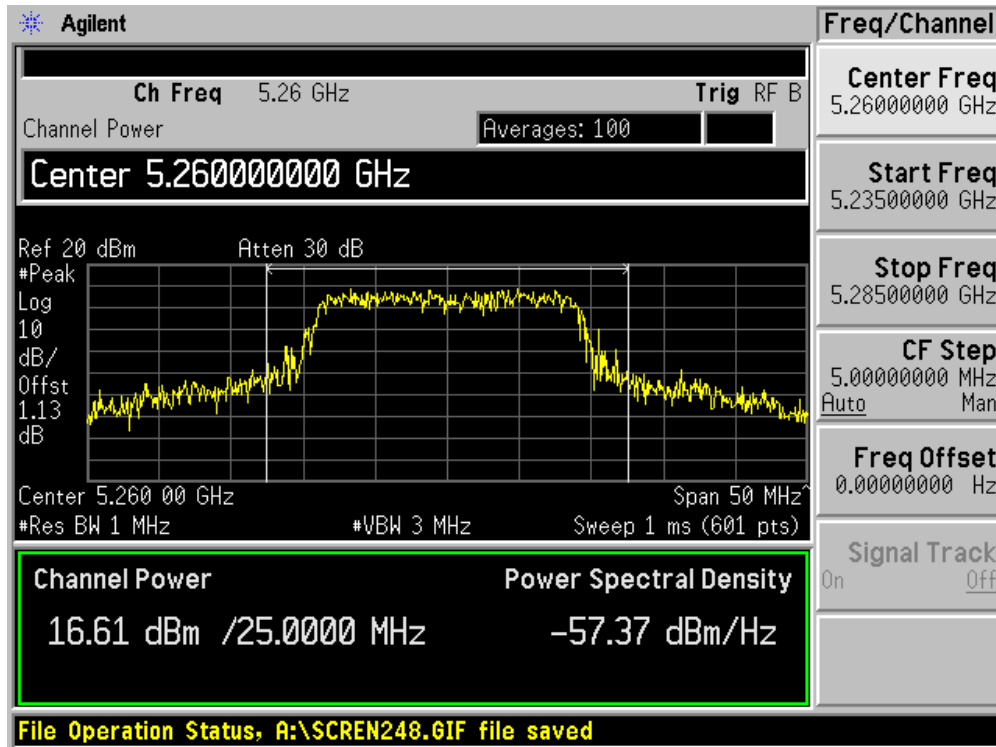 Agilent
Freq/Channel
Ch Freq 5.26 GHz Trig RF B
Channel Power Averages: 100
Center 5.260000000 GHz
Ref 20 dBm Atten 30 dB
#Peak
Log
10
dB/
Offst
1.13
dB
Center 5.260 00 GHz Span 50 MHz^
#Res BW 1 MHz #VBW 3 MHz Sweep 1 ms (601 pts)
Channel Power Power Spectral Density
16.61 dBm /25.0000 MHz -57.37 dBm/Hz
File Operation Status, A:\SCREN248.GIF file saved
Center Freq
5.26000000 GHz
Start Freq
5.23500000 GHz
Stop Freq
5.28500000 GHz
CF Step
5.00000000 MHz
Auto Man
Freq Offset
0.00000000 Hz
Signal Track
On Off